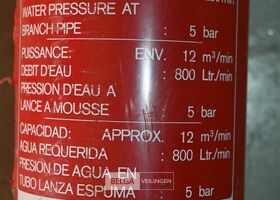 WATER PRESSURE AT
BRANCH PIPE : 5 bar
PUISSANCE: ENV. 12 m³/min
DEBIT D'EAU : 800 Ltr./min
PRESSION D'EAU A
LANCE A MOUSSE : 5 bar
CAPACIDAD: APPROX. 12 m³/min
AGUA REQUERIDA : 800 Ltr./min
PRESION DE AGUA EN
TUBO LANZA ESPUMA : 5 bar
BELGA VEILINGEN